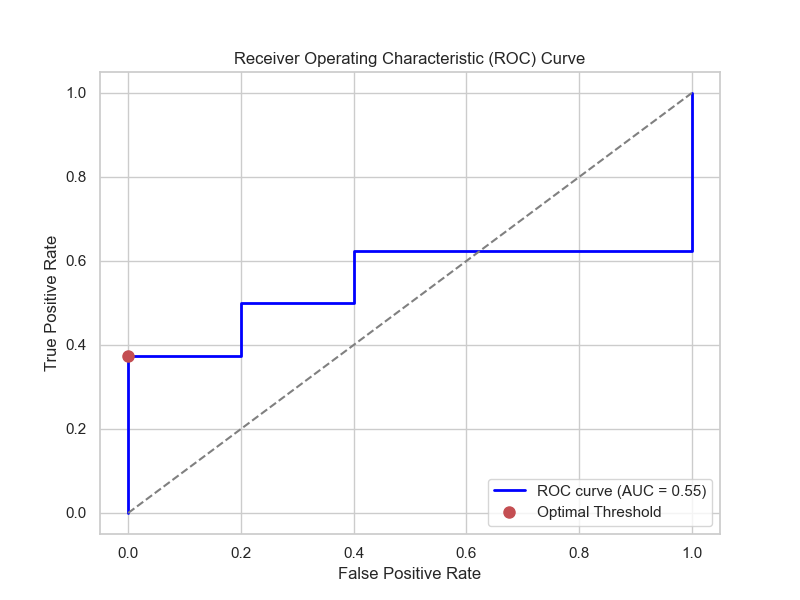 Receiver Operating Characteristic (ROC) Curve
True Positive Rate
1.0
0.8
0.6
0.4
0.2
0.0
ROC curve (AUC = 0.55)
Optimal Threshold
0.0 0.2 0.4 0.6 0.8 1.0
False Positive Rate